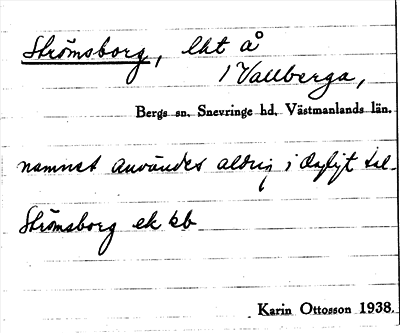 Strömsborg, lht å
1 Vallberga,
Bergs sn. Snevringe hd. Västmanlands län.
namnet användes aldrig i dagligt tal.
Strömsborg ek kb
Karin Ottosson 1938.